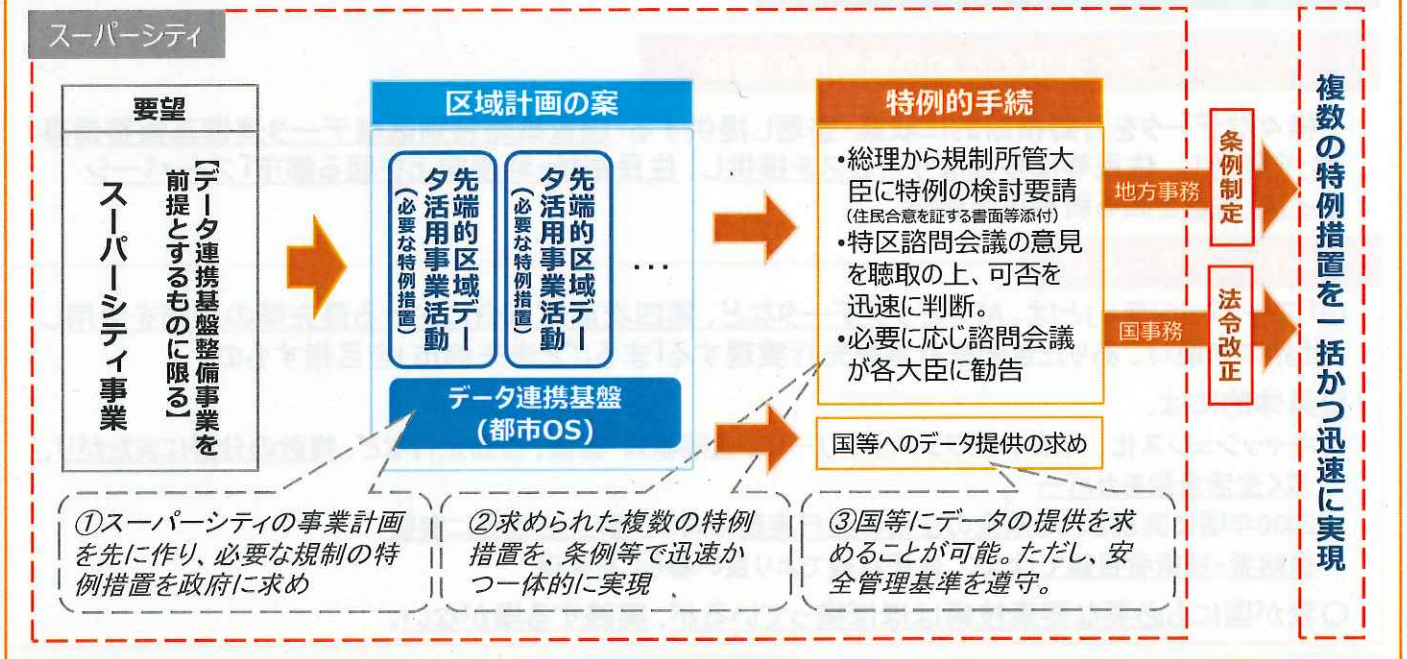 スーパーシティ
要望
スーパーシティ事業
【データ連携基盤整備事業を
前提とするものに限る】
区域計画の案
先端的区域デー
タ活用事業活動
(必要な特例措置)
先端的区域デー
タ活用事業活動
(必要な特例措置)
…
データ連携基盤
(都市OS)
特例的手続
•総理から規制所管大
臣に特例の検討要請
(住民合意を証する書面等添付)
•特区諮問会議の意見
を聴取の上、可否を
迅速に判断。
•必要に応じ諮問会議
が各大臣に勧告
国等へのデータ提供の求め
地方事務
国事務
条例制定
法令改正
複数の特例措置を一括かつ迅速に実現
①スーパーシティの事業計画
を先に作り、必要な規制の特
例措置を政府に求め
②求められた複数の特例
措置を、条例等で迅速か
つ一体的に実現
③国等にデータの提供を求
めることが可能。ただし、安
全管理基準を遵守。